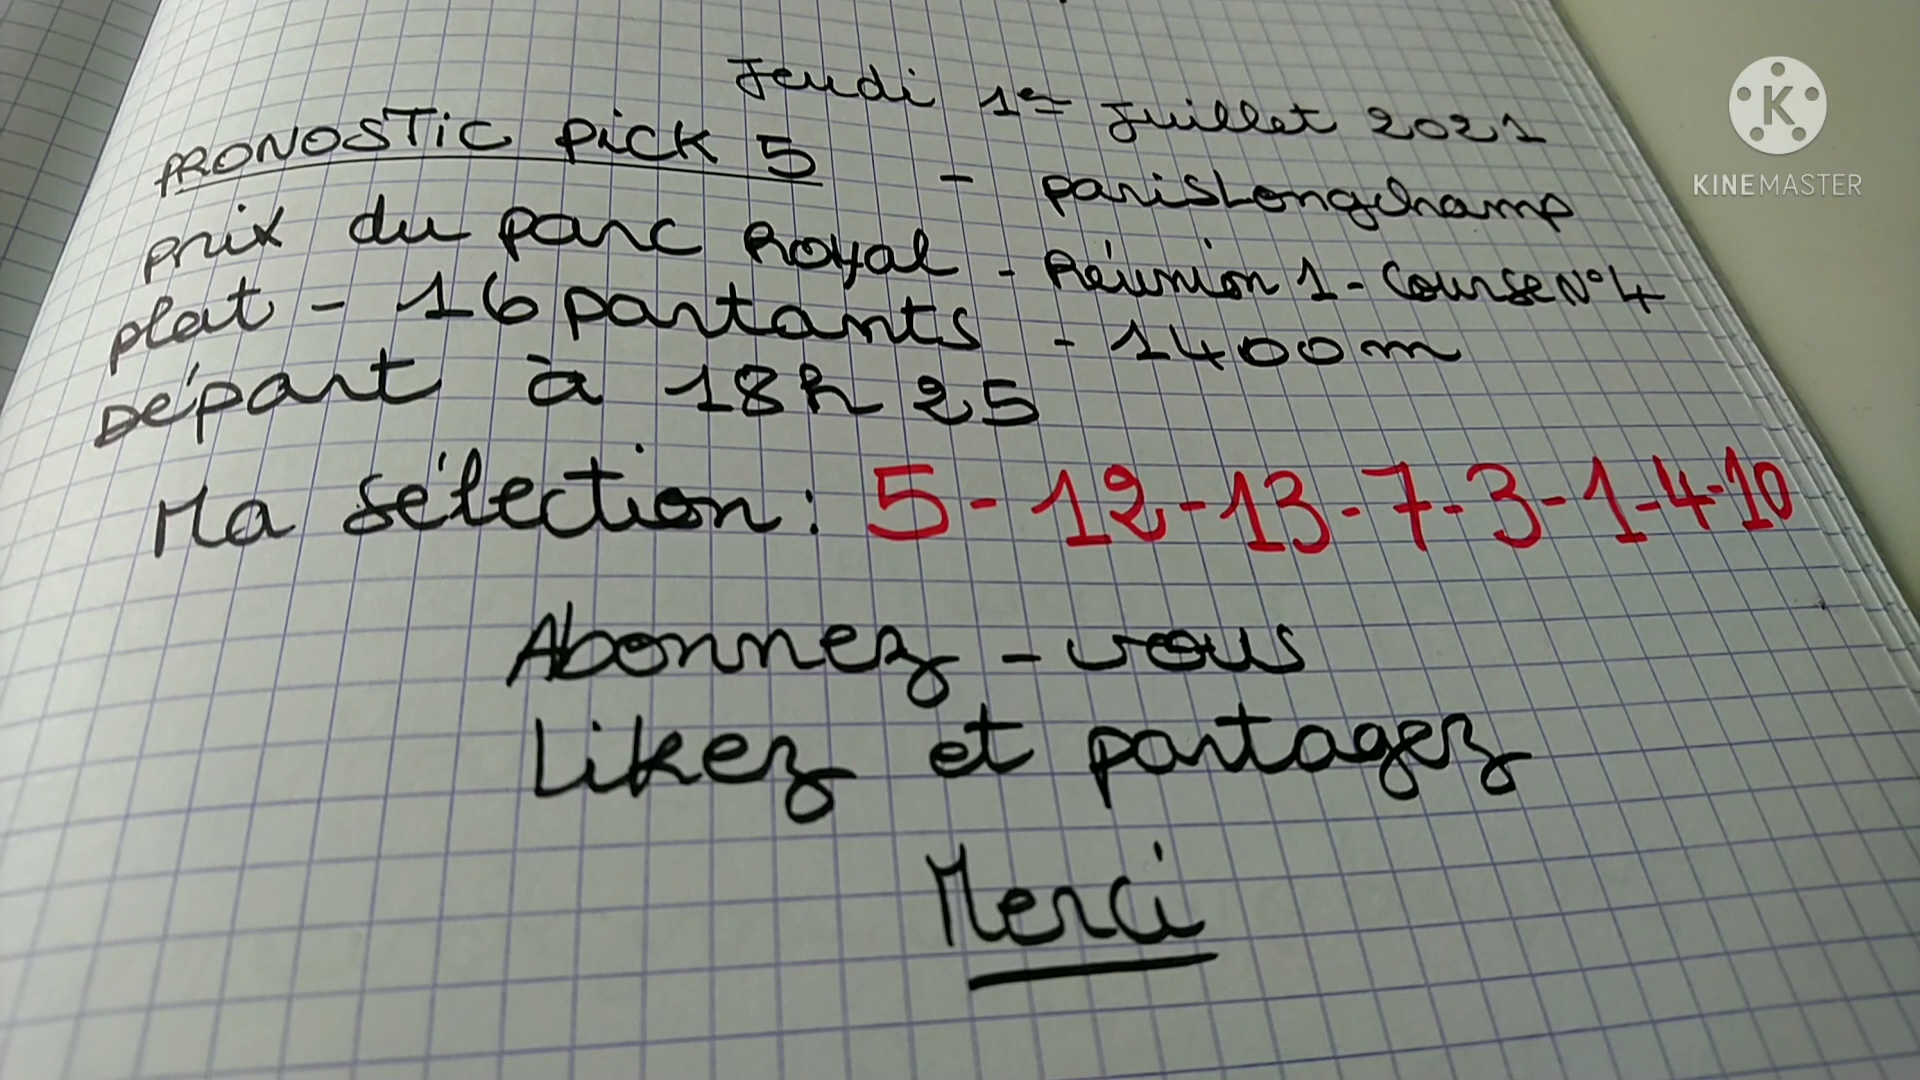 Jeudi 1er Juillet 2021
PRONOSTIC PICK 5 - ParisLongchamp
prix du parc Royal - Réunion 1 - Course N°4
plat - 16 partants - 1400m
Départ à 18h25
Ma sélection: 5-12-13-7-3-1-4-10
Abonnez-vous
Likez et partagez
Merci
K
KINEMASTER